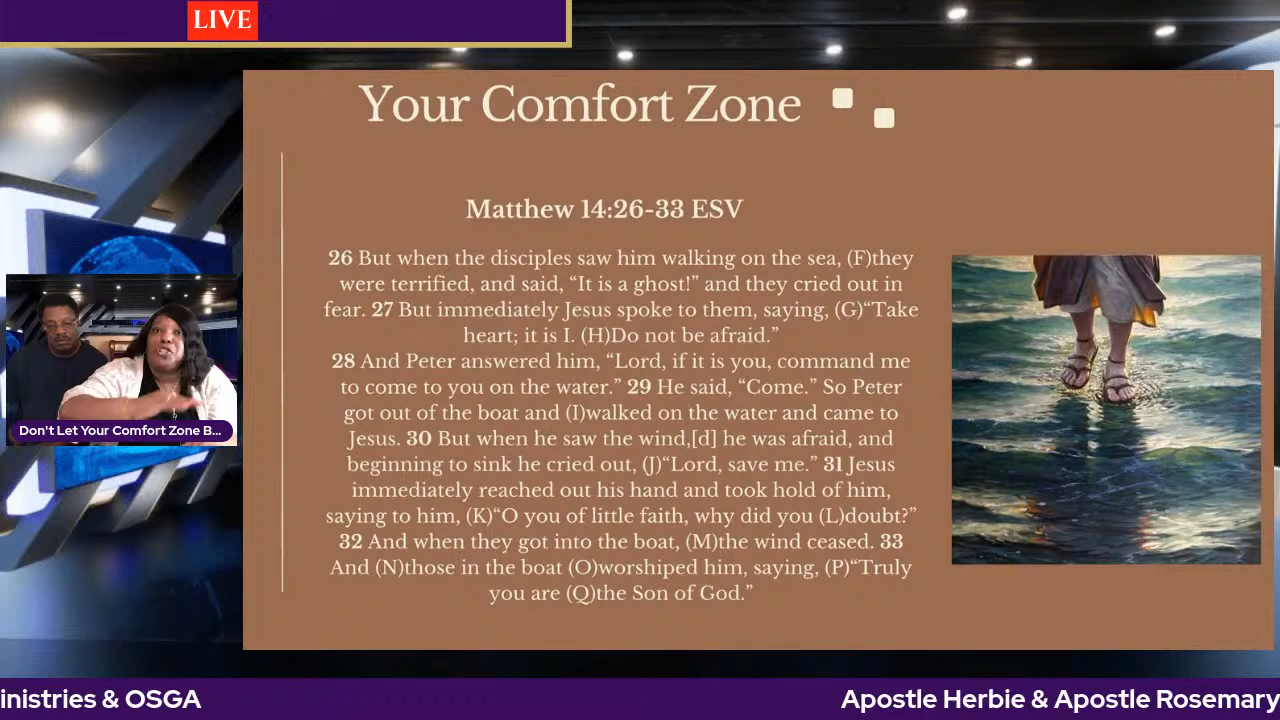 LIVE
Your Comfort Zone
Matthew 14:26-33 ESV
26 But when the disciples saw him walking on the sea, (F)they
were terrified, and said, “It is a ghost!” and they cried out in
fear. 27 But immediately Jesus spoke to them, saying, (G)“Take
heart; it is I. (H)Do not be afraid.”
28 And Peter answered him, “Lord, if it is you, command me
to come to you on the water.” 29 He said, “Come.” So Peter
got out of the boat and (I)walked on the water and came to
Jesus. 30 But when he saw the wind,[d] he was afraid, and
beginning to sink he cried out, (J)“Lord, save me.” 31 Jesus
immediately reached out his hand and took hold of him,
saying to him, (K)“O you of little faith, why did you (L)doubt?”
32 And when they got into the boat, (M)the wind ceased. 33
And (N)those in the boat (O)worshiped him, saying, (P)“Truly
you are (Q)the Son of God.”
Don't Let Your Comfort Zone B...
inistries & OSGA
Apostle Herbie & Apostle Rosemary